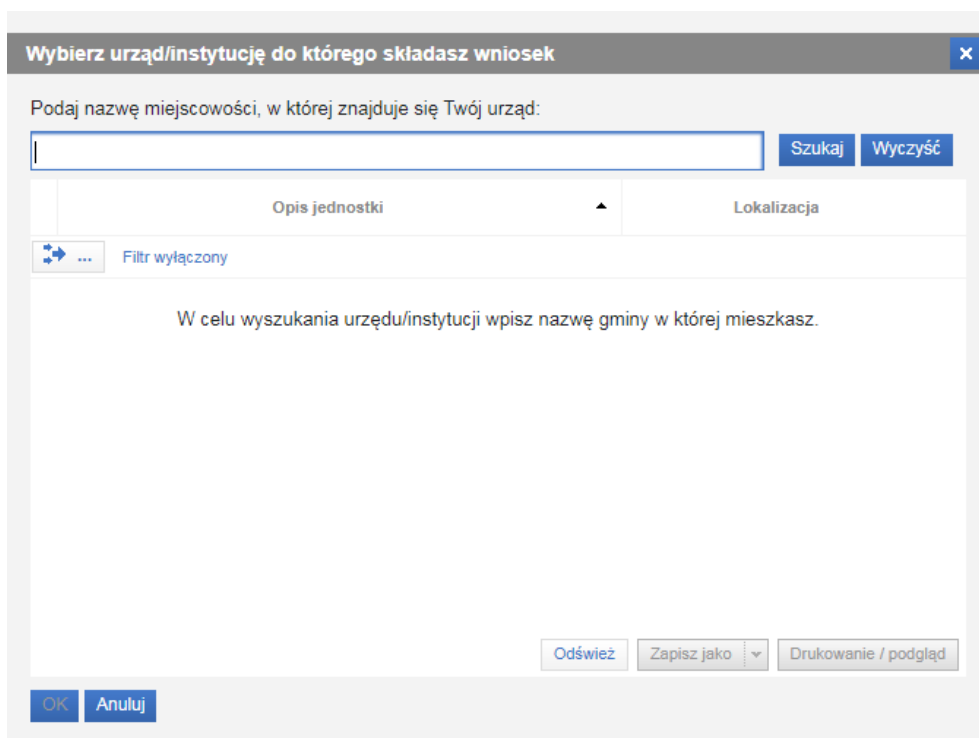 Wybierz urząd/instytucję do którego składasz wniosek
x
Podaj nazwę miejscowości, w której znajduje się Twój urząd:
Szukaj Wyczyść
Opis jednostki Lokalizacja
... Filtr wyłączony
W celu wyszukania urzędu/instytucji wpisz nazwę gminy w której mieszkasz.
Odśwież Zapisz jako Drukowanie / podgląd
OK Anuluj